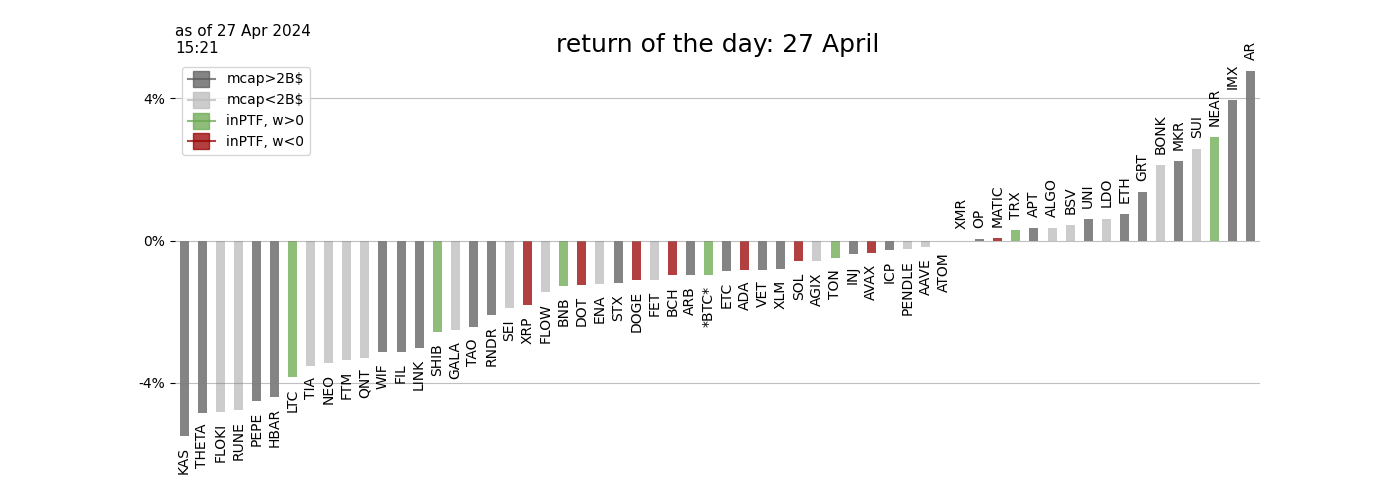 as of 27 Apr 2024
15:21
return of the day: 27 April
mcap>2B$
mcap<2B$
inPTF, w>0
inPTF, w<0
4%
0%
-4%
KAS
THETA
FLOKI
RUNE
PEPE
HBAR
LTC
TIA
NEO
FTM
QNT
WIF
FIL
LINK
SHIB
GALA
TAO
RNDR
SEI
XRP
FLOW
BNB
DOT
ENA
STX
DOGE
FET
BCH
ARB
*BTC*
ETC
ADA
VET
XLM
SOL
AGIX
TON
INJ
AVAX
ICP
PENDLE
AAVE
ATOM
XMR
OP
MATIC
TRX
APT
ALGO
BSV
UNI
LDO
ETH
GRT
BONK
MKR
SUI
NEAR
IMX
AR